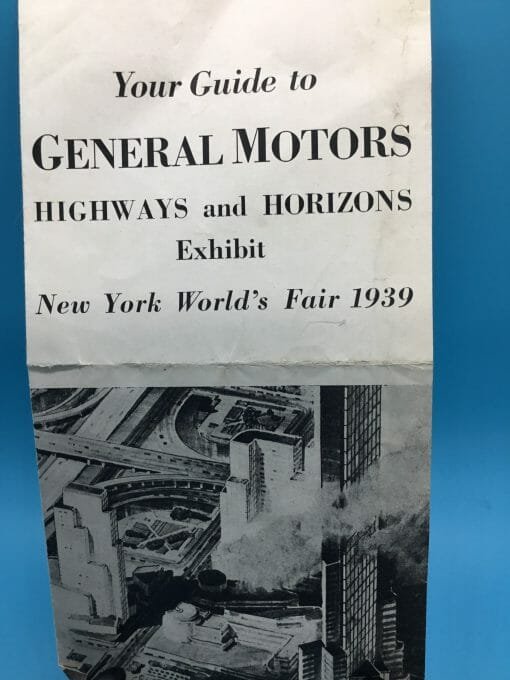 Your Guide to
GENERAL MOTORS
HIGHWAYS and HORIZONS
Exhibit
New York World's Fair 1939